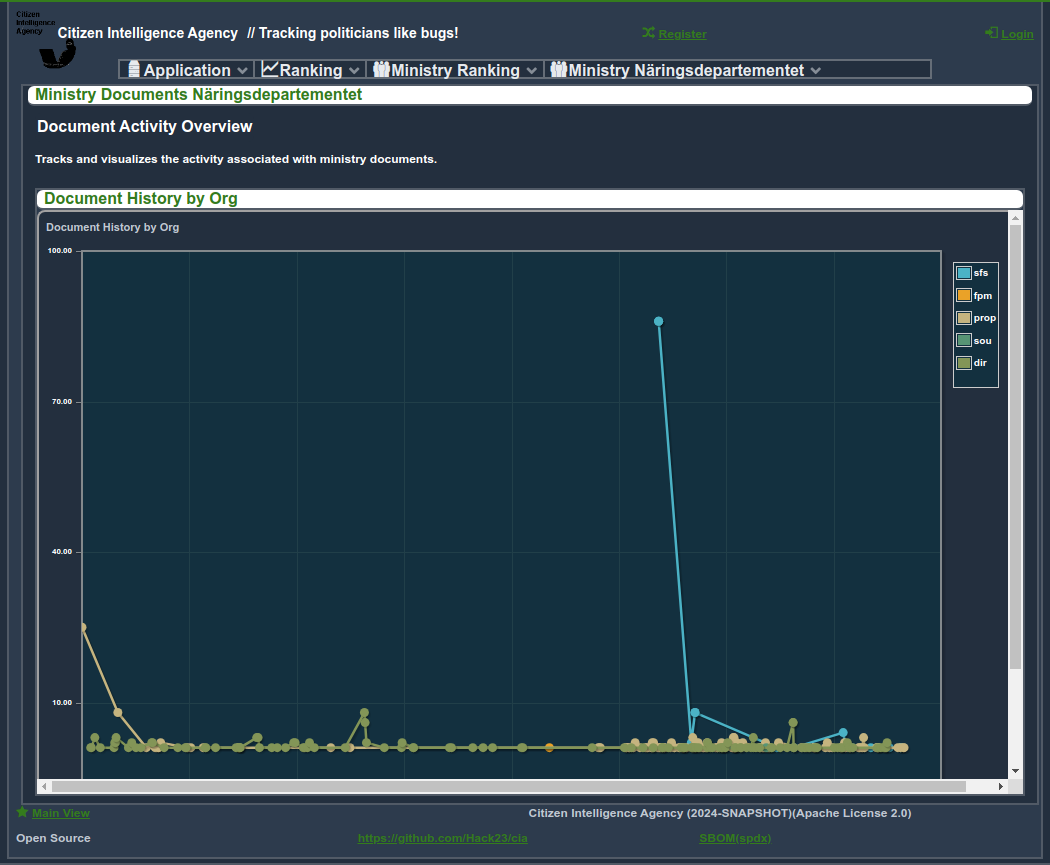 Citizen
Intelligence
Agency
Citizen Intelligence Agency // Tracking politicians like bugs!
Register
Login
Application
Ranking
Ministry Ranking
Ministry Näringsdepartementet
Ministry Documents Näringsdepartementet
Document Activity Overview
Tracks and visualizes the activity associated with ministry documents.
Document History by Org
Document History by Org
100.00
70.00
40.00
10.00
sfs
fpm
prop
sou
dir
Main View
Citizen Intelligence Agency (2024-SNAPSHOT)(Apache License 2.0)
Open Source
https://github.com/Hack23/cia
SBOM(spdx)